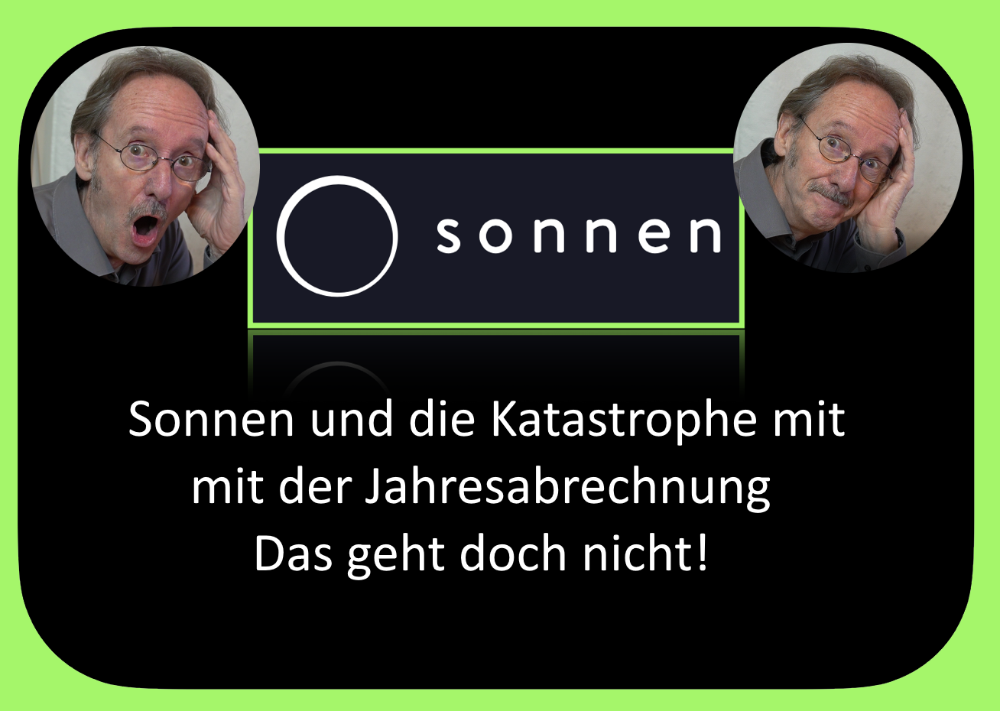 sonnen
Sonnen und die Katastrophe mit
mit der Jahresabrechnung
Das geht doch nicht!